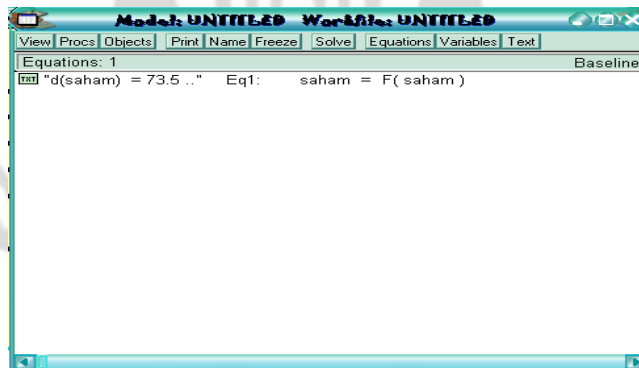 Model: UNTITLED Workfile: UNTITLED
View Procs Objects Print Name Freeze Solve Equations Variables Text
Equations: 1 Baseline
TXT "d(saham) = 73.5 .." Eq1: saham = F( saham )